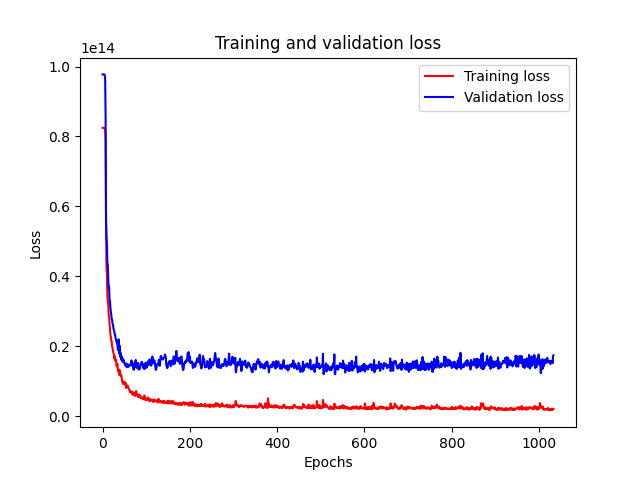 Training and validation loss
1e14
Training loss
Validation loss
1.0
0.8
0.6
0.4
0.2
0.0
Loss
0 200 400 600 800 1000
Epochs